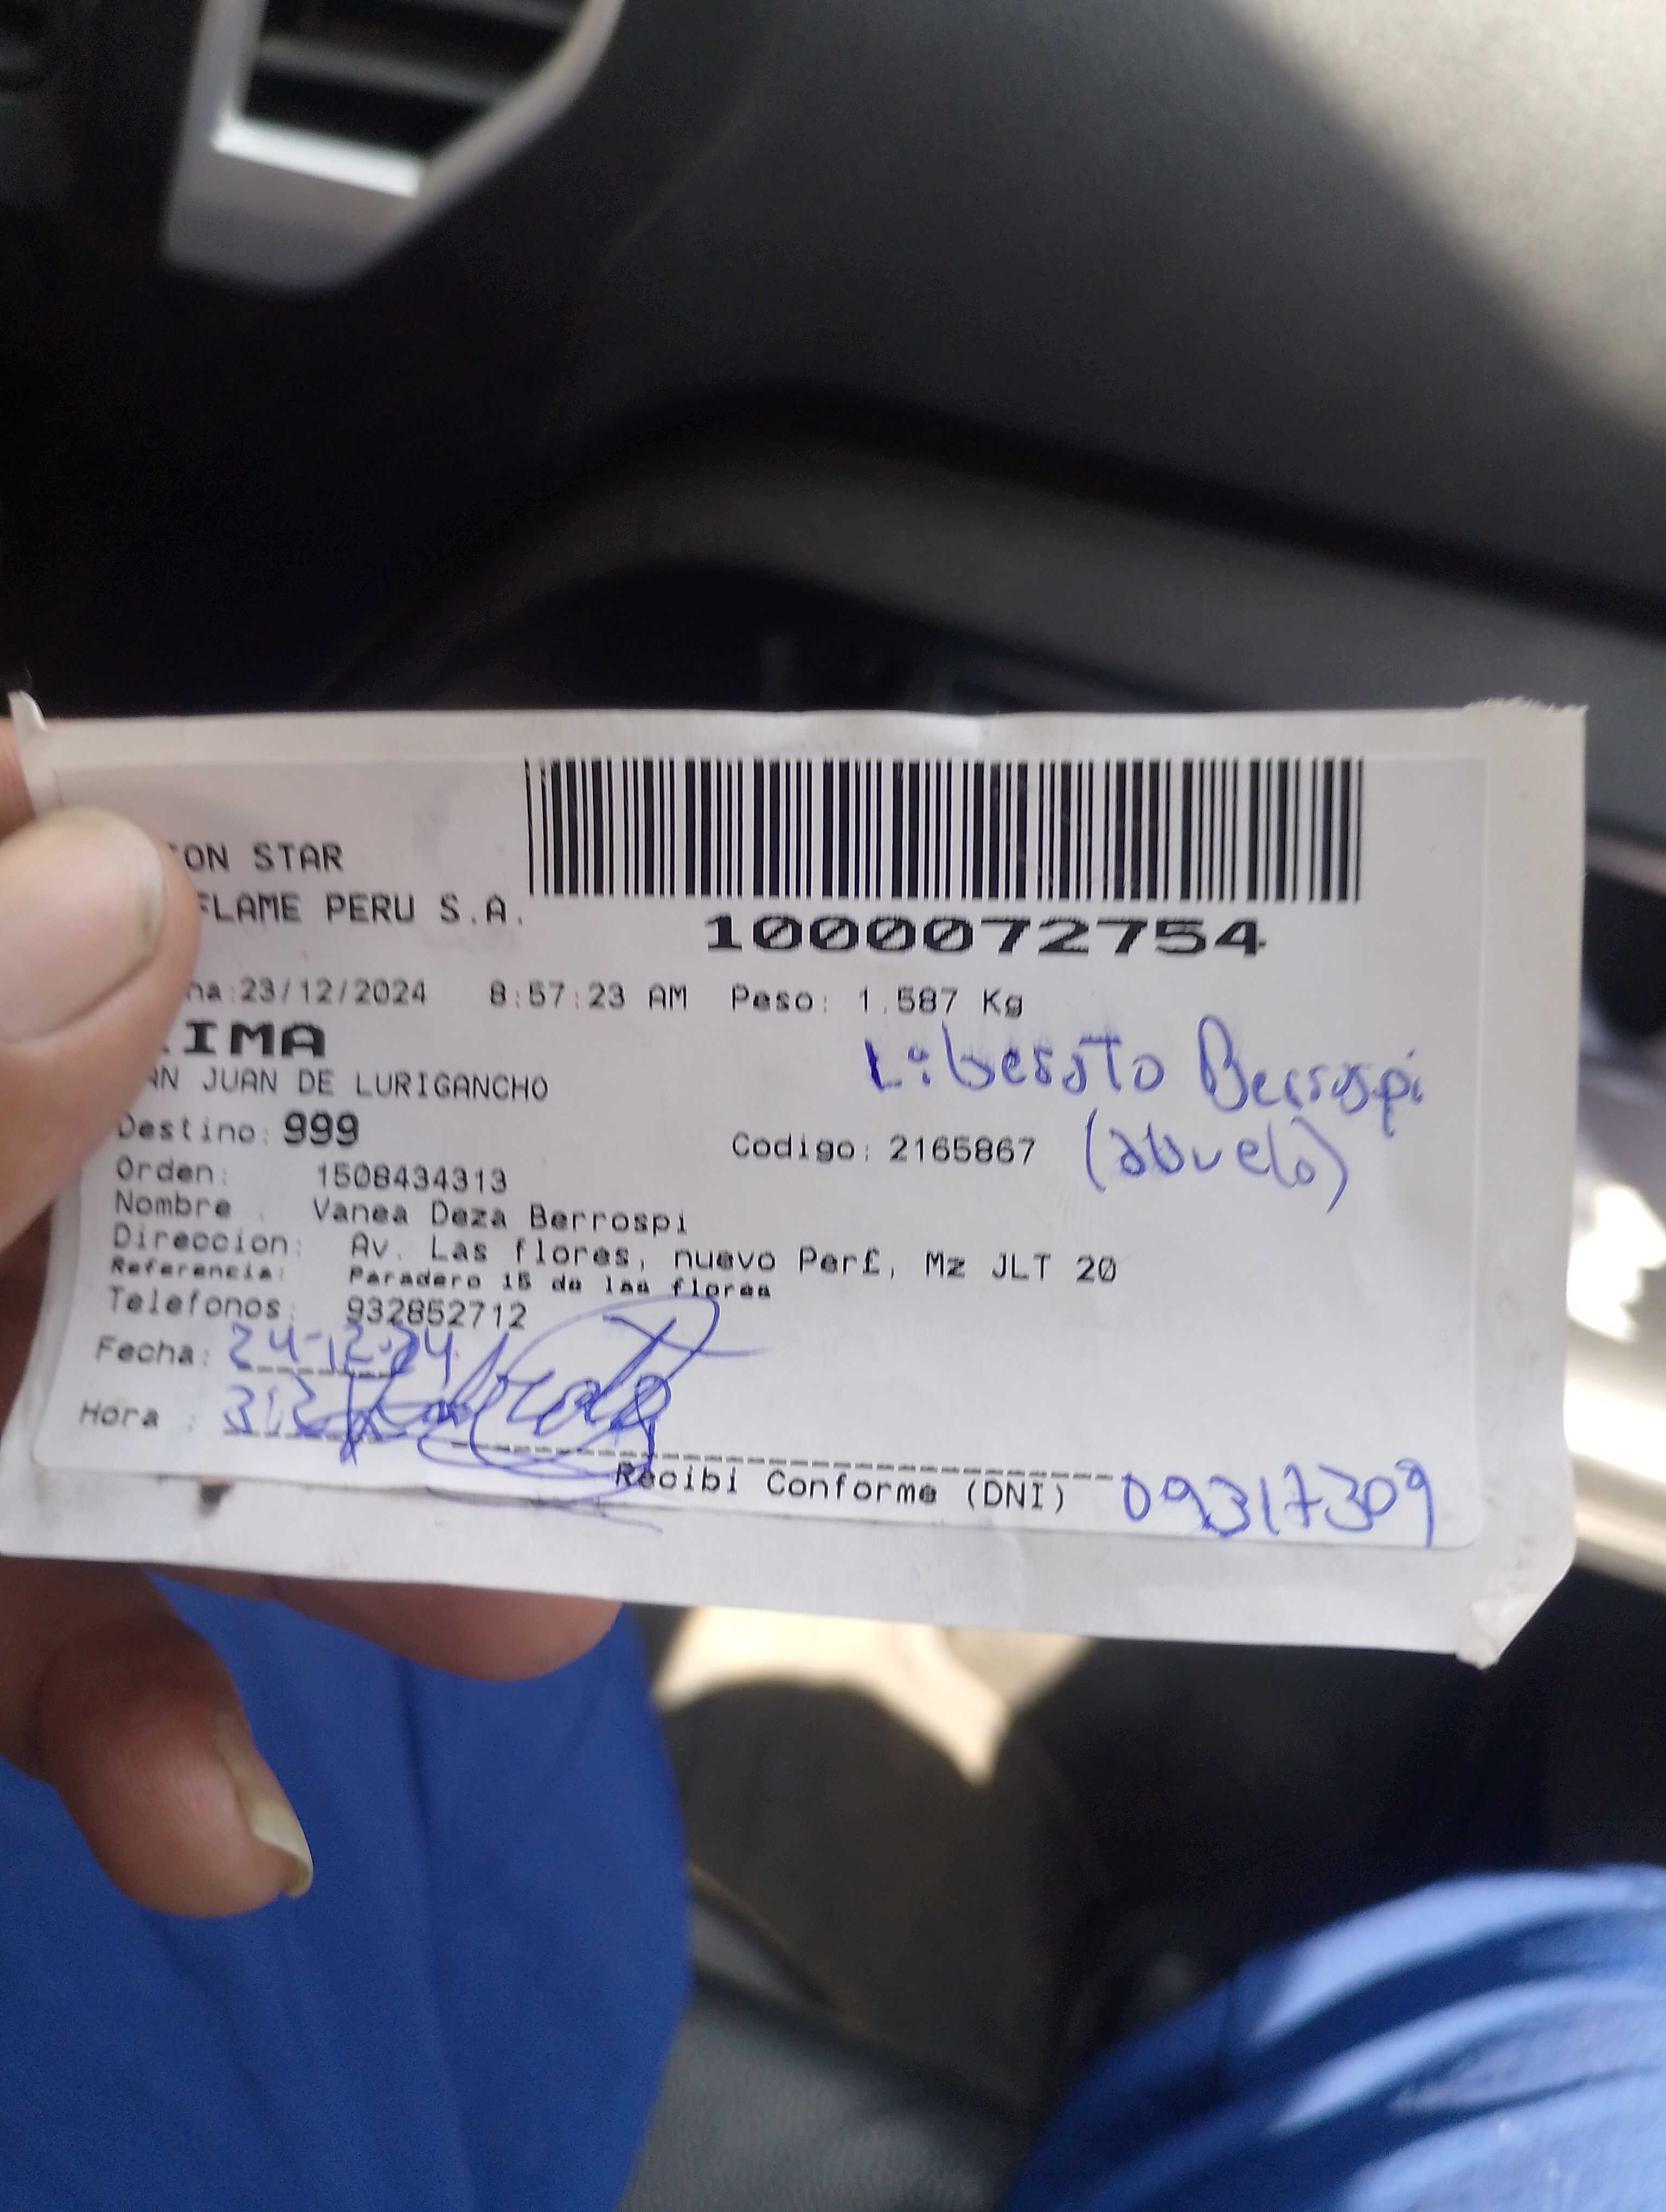 ON STAR
FLAME PERU S.A.
1000072754
ha:23/12/2024 8:57:23 AM Peso: 1.587 Kg
IMA
AN JUAN DE LURIGANCHO
Liberato Berrospi
(abuelo)
Destino: 999
Codigo: 2165867
Orden: 1508434313
Nombre : Vanea Deza Berrospi
Direccion: Av. Las flores, nuevo Per£, Mz JLT 20
Referencia: Paradero 15 de las flores
Telefonos: 932852712
Fecha: 24-12-24
Hora :
Recibi Conforme (DNI) 09317309